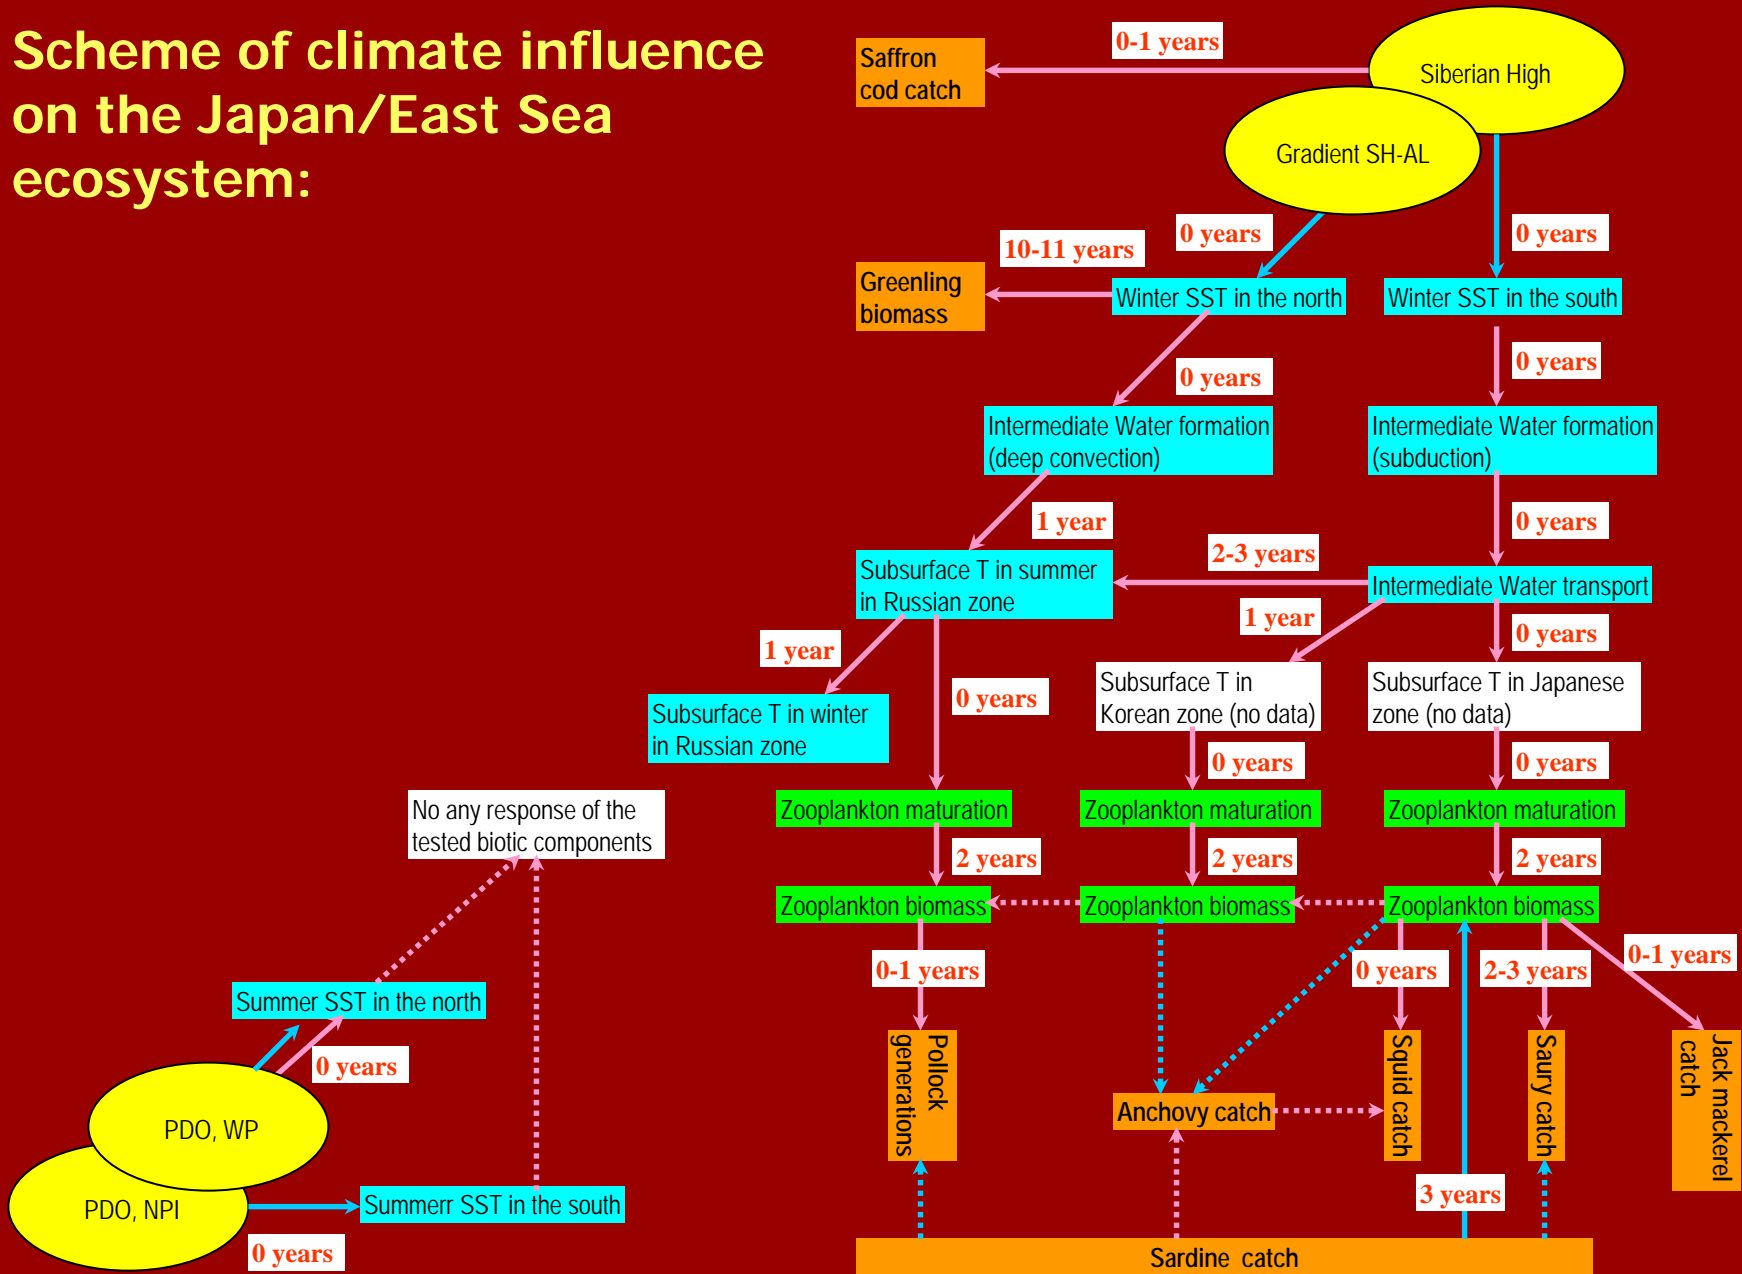 Scheme of climate influence
on the Japan/East Sea
ecosystem:
0-1 years
Saffron
cod catch
Siberian High
Gradient SH-AL
0 years
0 years
10-11 years
Greenling
biomass
Winter SST in the north
Winter SST in the south
0 years
0 years
Intermediate Water formation
(deep convection)
Intermediate Water formation
(subduction)
1 year
0 years
2-3 years
Subsurface T in summer
in Russian zone
Intermediate Water transport
1 year
0 years
1 year
Subsurface T in
Korean zone (no data)
Subsurface T in Japanese
zone (no data)
0 years
Subsurface T in winter
in Russian zone
0 years
0 years
No any response of the
tested biotic components
Zooplankton maturation
Zooplankton maturation
Zooplankton maturation
2 years
2 years
2 years
Zooplankton biomass
Zooplankton biomass
Zooplankton biomass
0-1 years
0 years
2-3 years
0-1 years
Summer SST in the north
0 years
Pollock
generations
Anchovy catch
Squid catch
Saury catch
Jack mackerel
catch
PDO, WP
PDO, NPI
Summerr SST in the south
3 years
0 years
Sardine catch